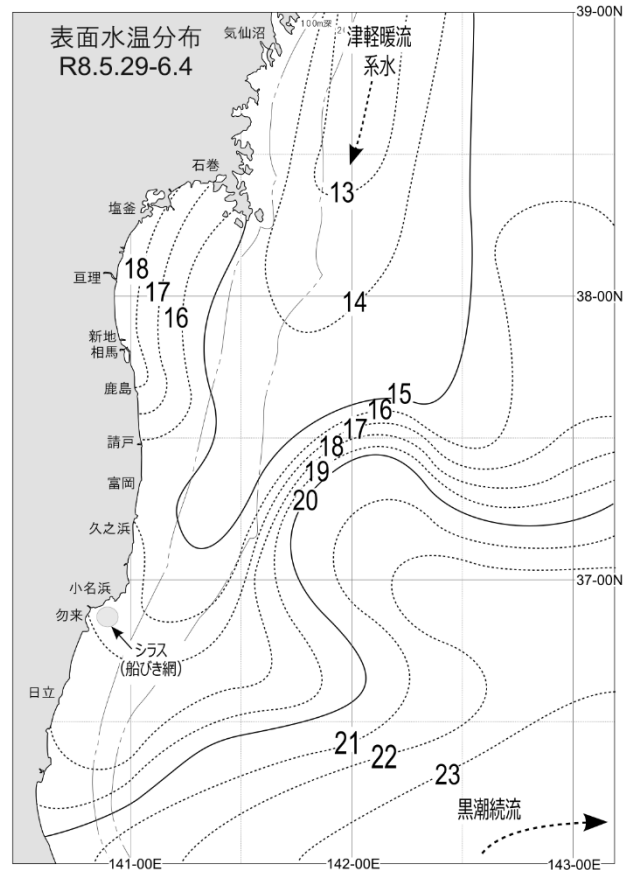 表面水温分布
R8.5.29-6.4
気仙沼
100m深
津軽暖流
系水
39-00N
石巻
塩釜
亘理
新地
相馬
鹿島
請戸
富岡
久之浜
小名浜
勿来
日立
シラス
(船びき網)
13
14
18
17
16
38-00N
15
16
17
18
19
20
37-00N
21
22
23
黒潮続流
141-00E
142-00E
143-00E